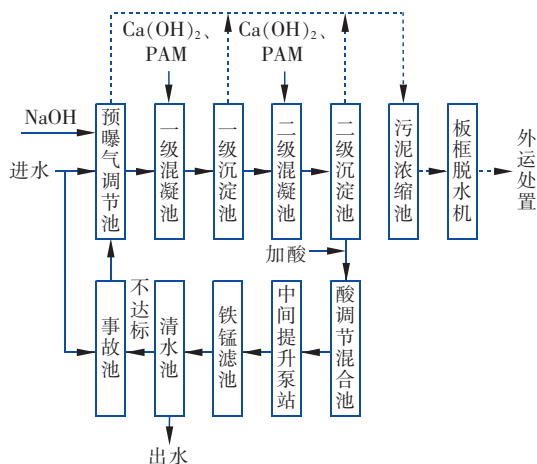 Ca(OH)₂、
PAM
Ca(OH)₂、
PAM
NaOH
进水
预曝气调节池
一级混凝池
一级沉淀池
二级混凝池
二级沉淀池
污泥浓缩池
板框脱水机
外运处置
加酸
事故池
不达标
清水池
铁锰滤池
中间提升泵站
酸调节混合池
出水